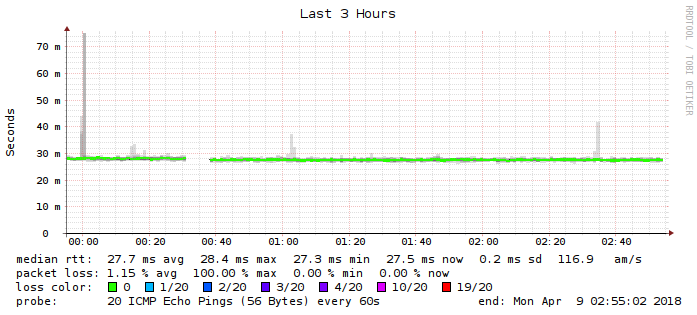 Last 3 Hours
RRDTOOL / TOBI OETIKER
Seconds
70 m
60 m
50 m
40 m
30 m
20 m
10 m
0
00:00 00:20 00:40 01:00 01:20 01:40 02:00 02:20 02:40
median rtt: 27.7 ms avg 28.4 ms max 27.3 ms min 27.5 ms now 0.2 ms sd 116.9 am/s
packet loss: 1.15 % avg 100.00 % max 0.00 % min 0.00 % now
loss color: 0 1/20 2/20 3/20 4/20 10/20 19/20
probe: 20 ICMP Echo Pings (56 Bytes) every 60s end: Mon Apr 9 02:55:02 2018